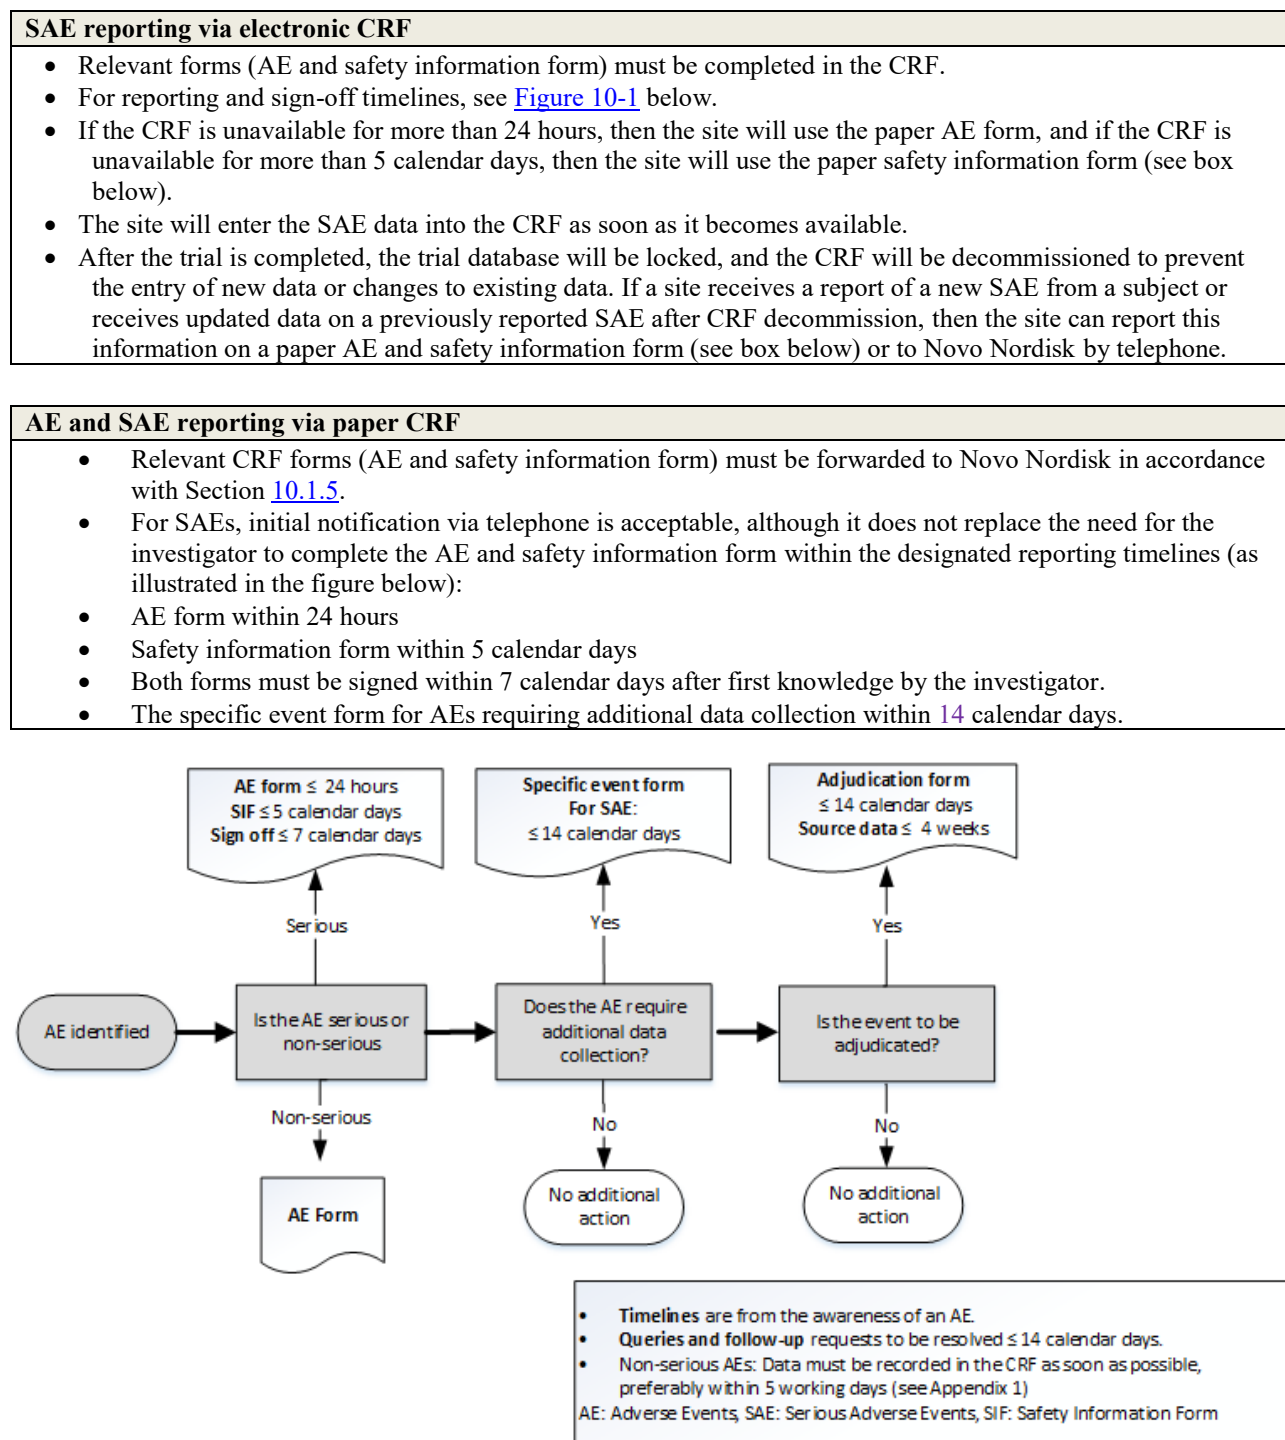 SAE reporting via electronic CRF
• Relevant forms (AE and safety information form) must be completed in the CRF.
• For reporting and sign-off timelines, see Figure 10-1 below.
• If the CRF is unavailable for more than 24 hours, then the site will use the paper AE form, and if the CRF is
unavailable for more than 5 calendar days, then the site will use the paper safety information form (see box
below).
• The site will enter the SAE data into the CRF as soon as it becomes available.
• After the trial is completed, the trial database will be locked, and the CRF will be decommissioned to prevent
the entry of new data or changes to existing data. If a site receives a report of a new SAE from a subject or
receives updated data on a previously reported SAE after CRF decommission, then the site can report this
information on a paper AE and safety information form (see box below) or to Novo Nordisk by telephone.
AE and SAE reporting via paper CRF
• Relevant CRF forms (AE and safety information form) must be forwarded to Novo Nordisk in accordance
with Section 10.1.5.
• For SAEs, initial notification via telephone is acceptable, although it does not replace the need for the
investigator to complete the AE and safety information form within the designated reporting timelines (as
illustrated in the figure below):
• AE form within 24 hours
• Safety information form within 5 calendar days
• Both forms must be signed within 7 calendar days after first knowledge by the investigator.
• The specific event form for AEs requiring additional data collection within 14 calendar days.
AE form ≤ 24 hours
SIF ≤ 5 calendar days
Sign off ≤ 7 calendar days
Specific event form
For SAE:
≤ 14 calendar days
Adjudication form
≤ 14 calendar days
Source data ≤ 4 weeks
Serious
Yes
Yes
AE identified
Is the AE serious or
non-serious
Does the AE require
additional data
collection?
Is the event to be
adjudicated?
Non-serious
No
No
AE Form
No additional
action
No additional
action
• Timelines are from the awareness of an AE.
• Queries and follow-up requests to be resolved ≤ 14 calendar days.
• Non-serious AEs: Data must be recorded in the CRF as soon as possible,
preferably within 5 working days (see Appendix 1)
AE: Adverse Events, SAE: Serious Adverse Events, SIF: Safety Information Form